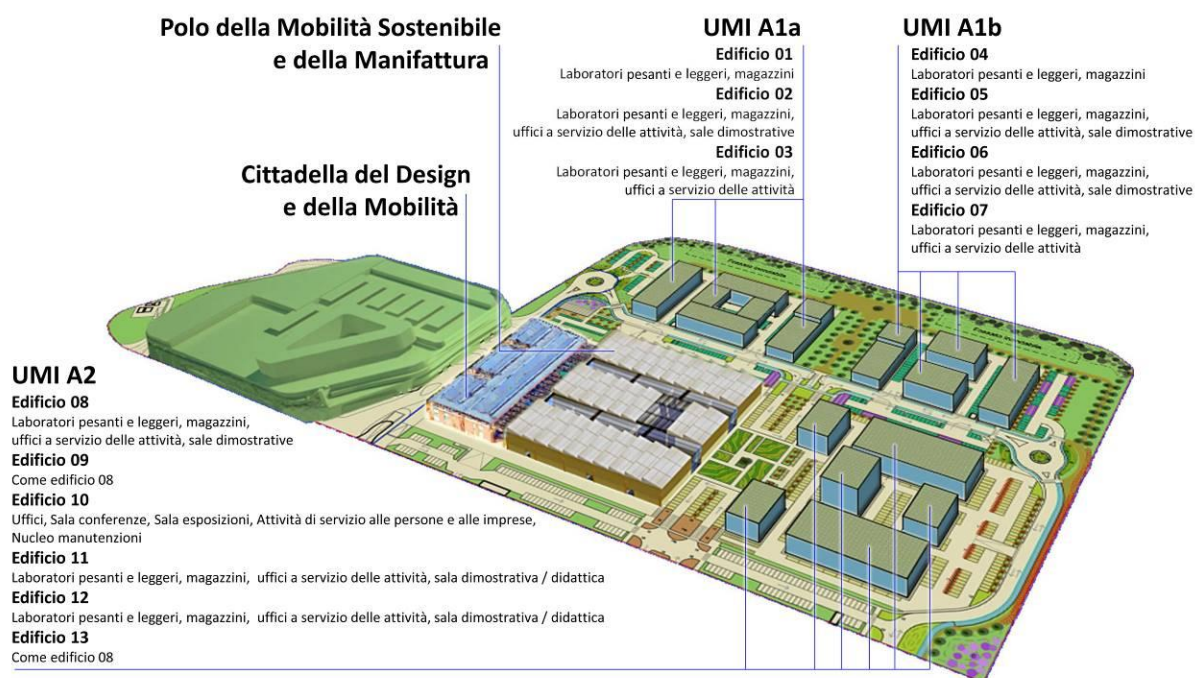 Polo della Mobilità Sostenibile
e della Manifattura
Cittadella del Design
e della Mobilità
UMI A1a
Edificio 01
Laboratori pesanti e leggeri, magazzini
Edificio 02
Laboratori pesanti e leggeri, magazzini,
uffici a servizio delle attività, sale dimostrative
Edificio 03
Laboratori pesanti e leggeri, magazzini,
uffici a servizio delle attività
UMI A1b
Edificio 04
Laboratori pesanti e leggeri, magazzini
Edificio 05
Laboratori pesanti e leggeri, magazzini,
uffici a servizio delle attività, sale dimostrative
Edificio 06
Laboratori pesanti e leggeri, magazzini,
uffici a servizio delle attività, sale dimostrative
Edificio 07
Laboratori pesanti e leggeri, magazzini,
uffici a servizio delle attività
UMI A2
Edificio 08
Laboratori pesanti e leggeri, magazzini,
uffici a servizio delle attività, sale dimostrative
Edificio 09
Come edificio 08
Edificio 10
Uffici, Sala conferenze, Sala esposizioni, Attività di servizio alle persone e alle imprese,
Nucleo manutenzioni
Edificio 11
Laboratori pesanti e leggeri, magazzini, uffici a servizio delle attività, sala dimostrativa / didattica
Edificio 12
Laboratori pesanti e leggeri, magazzini, uffici a servizio delle attività, sala dimostrativa / didattica
Edificio 13
Come edificio 08